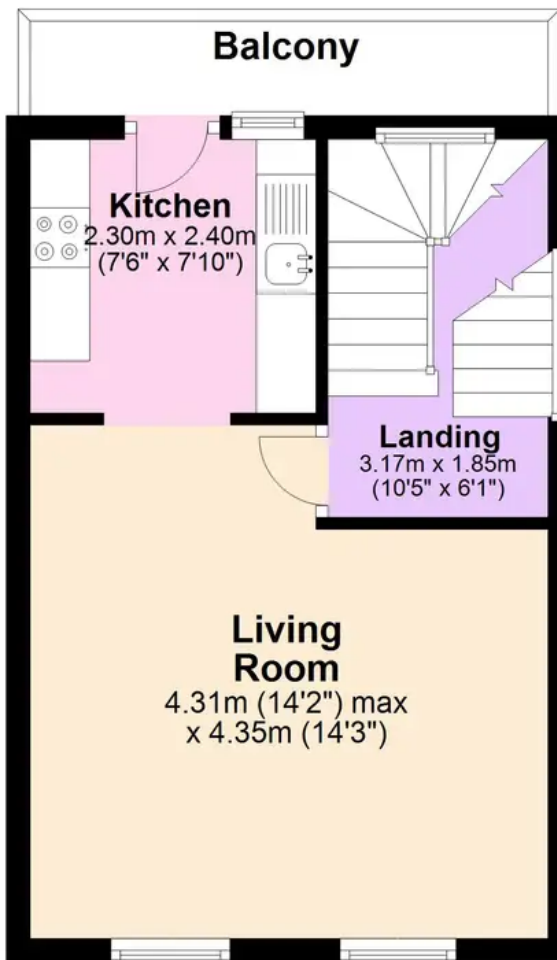 Balcony
Kitchen
2.30m x 2.40m
(7'6" x 7'10")
Landing
3.17m x 1.85m
(10'5" x 6'1")
Living
Room
4.31m (14'2") max
x 4.35m (14'3")